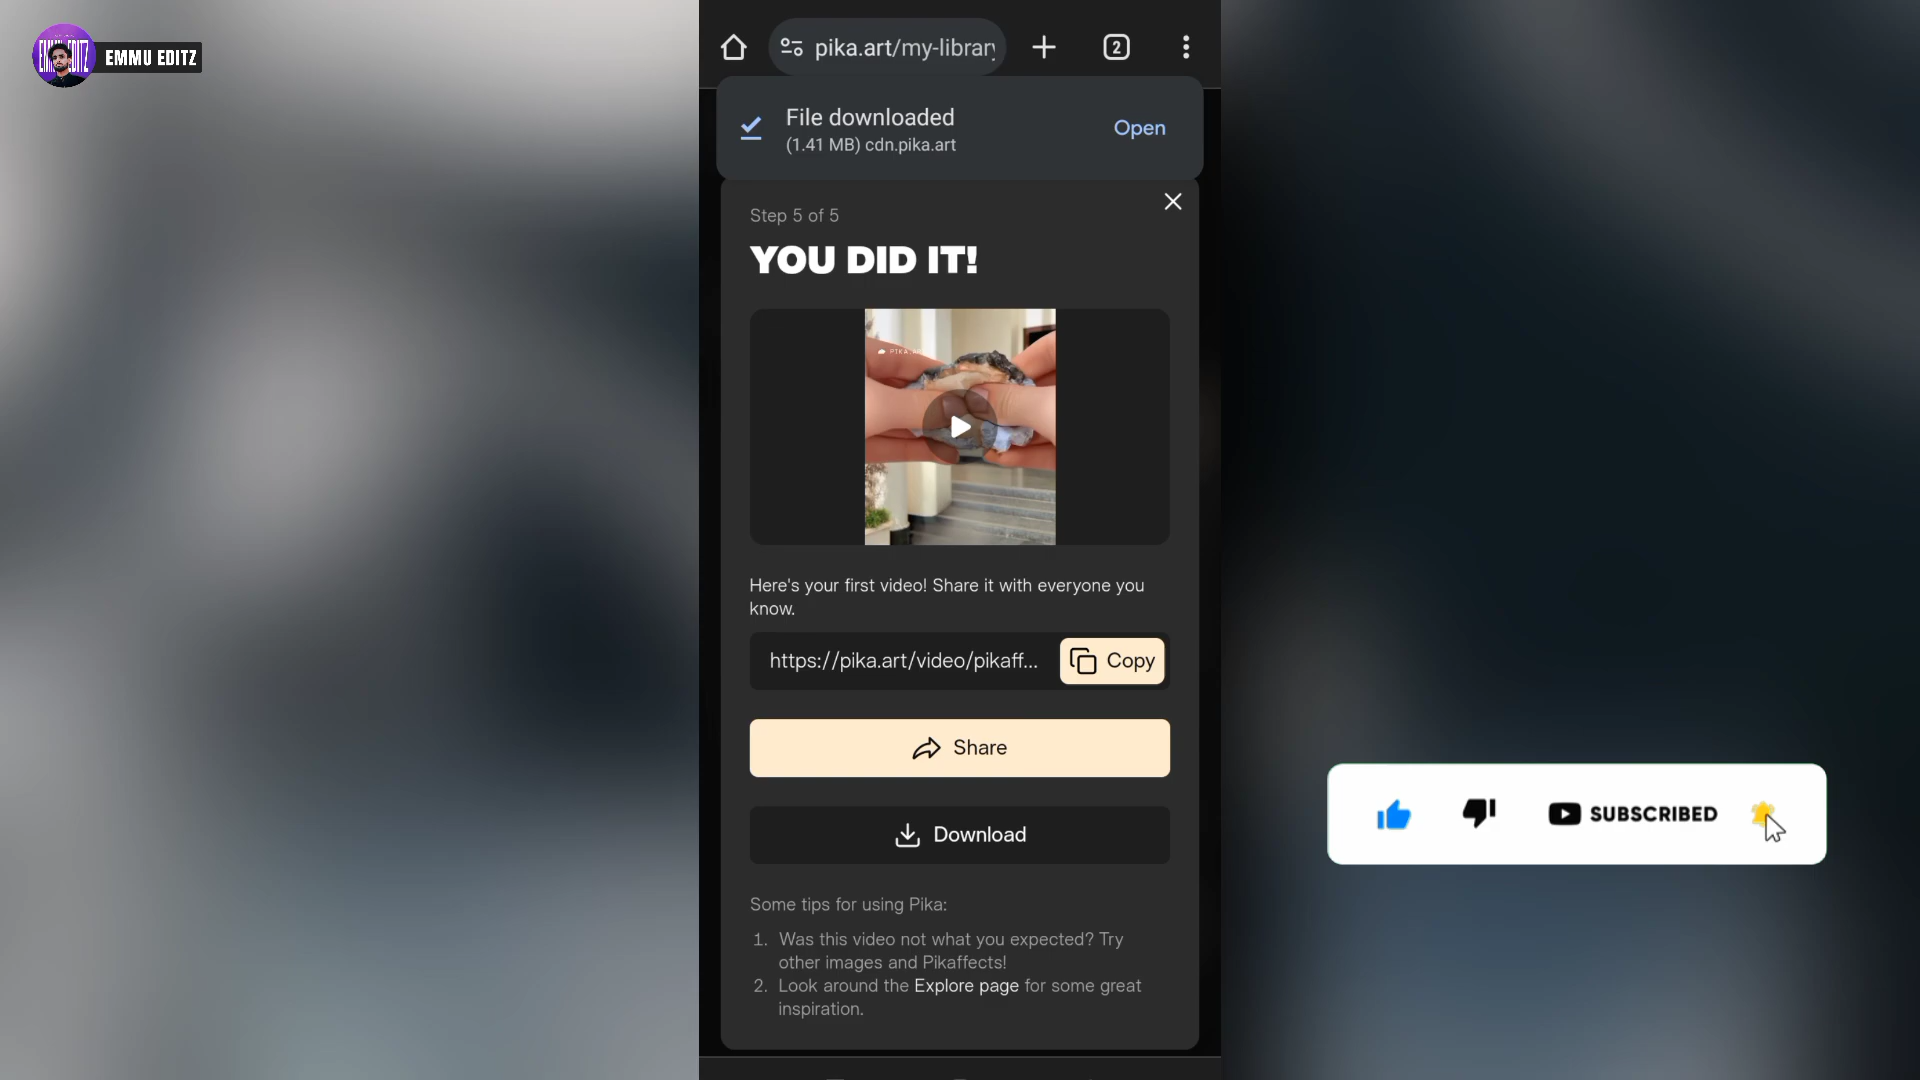 EMMU EDITZ
pika.art/my-library
2
File downloaded
(1.41 MB) cdn.pika.art
Open
Step 5 of 5
YOU DID IT!
Here's your first video! Share it with everyone you
know.
https://pika.art/video/pikaff...
Copy
Share
Download
Some tips for using Pika:
1. Was this video not what you expected? Try
other images and Pikaffects!
2. Look around the Explore page for some great
inspiration.
SUBSCRIBED